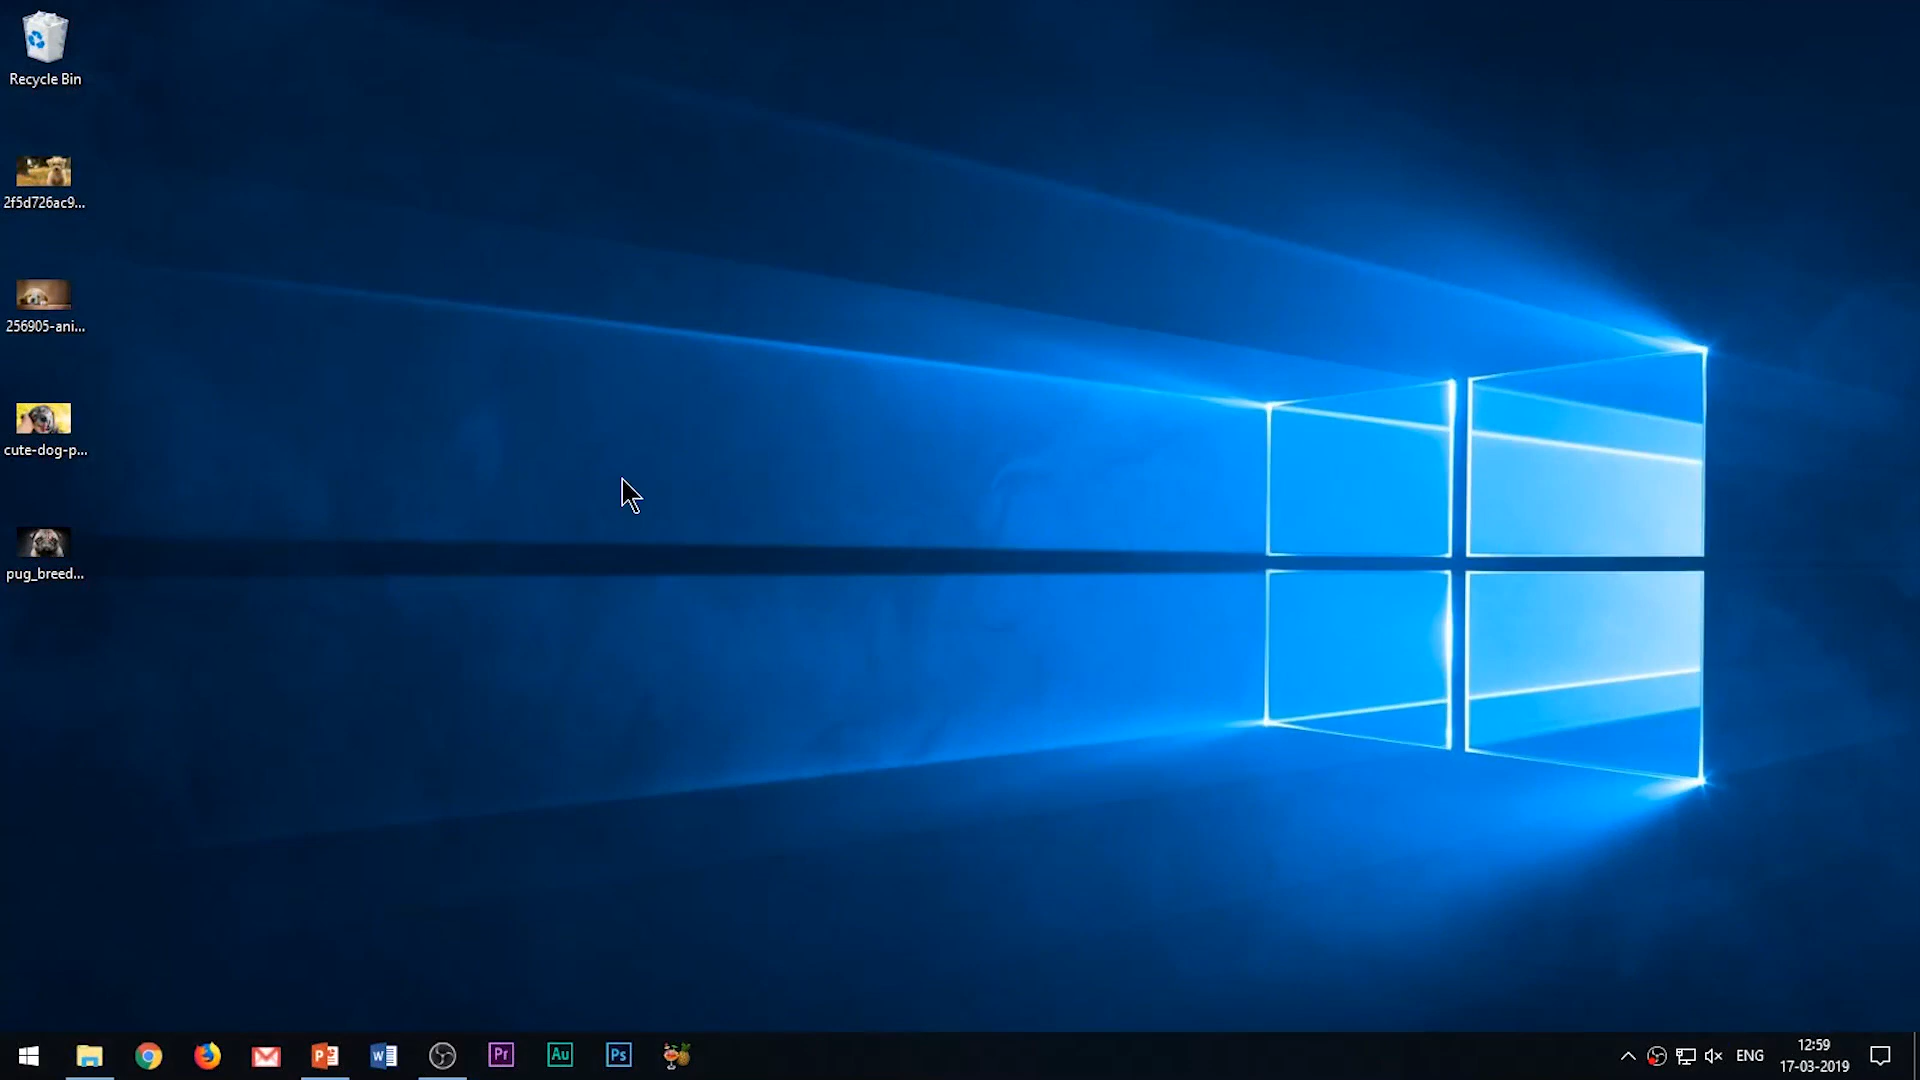 Recycle Bin
2f5d726ac9...
256905-ani...
cute-dog-p...
pug_breed...
P
W
Pr
Au
Ps
ENG
12:59
17-03-2019